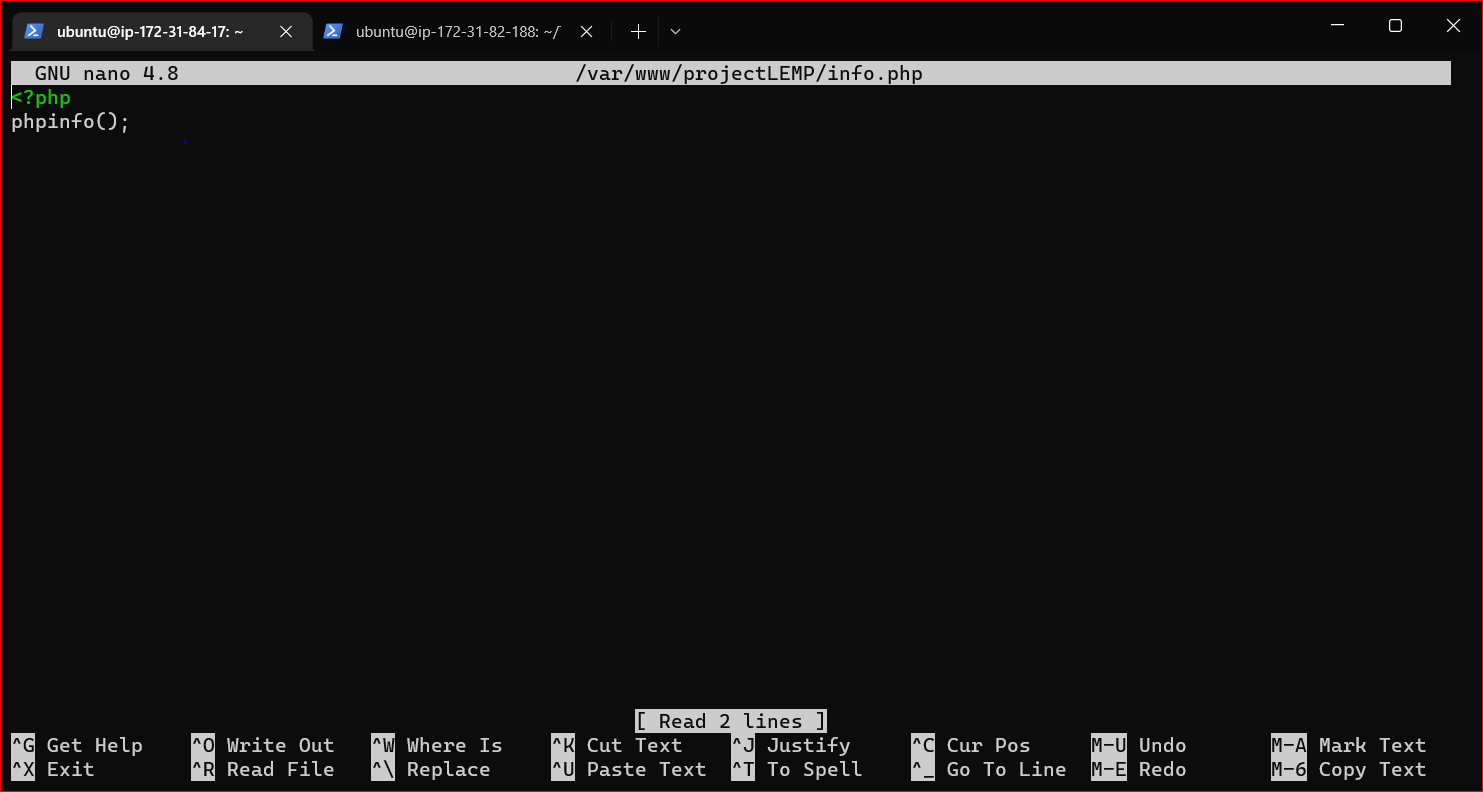 ubuntu@ip-172-31-84-17: ~ ubuntu@ip-172-31-82-188: ~/
GNU nano 4.8 /var/www/projectLEMP/info.php
<?php
phpinfo();
[ Read 2 lines ]
^G Get Help ^O Write Out ^W Where Is ^K Cut Text ^J Justify ^C Cur Pos M-U Undo M-A Mark Text
^X Exit ^R Read File ^\ Replace ^U Paste Text ^T To Spell ^_ Go To Line M-E Redo M-6 Copy Text